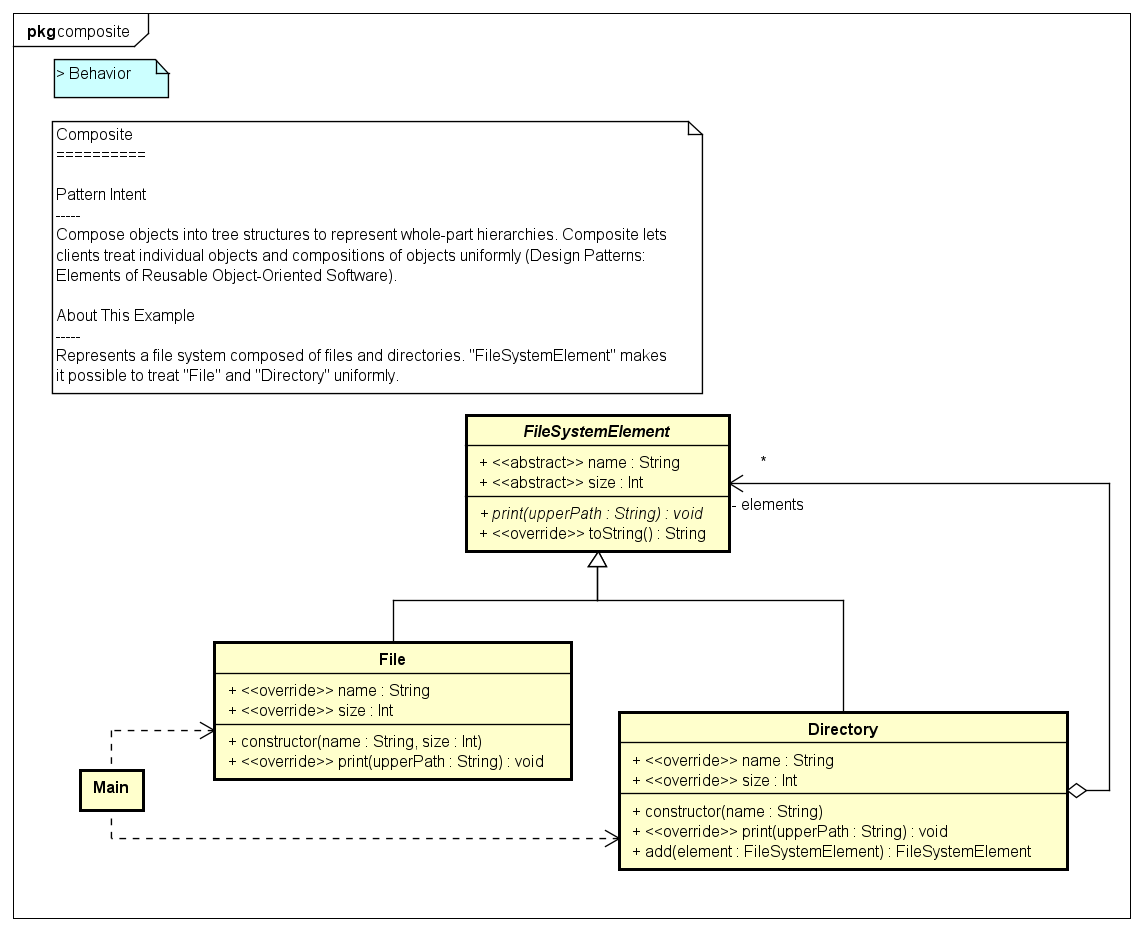 pkg composite
> Behavior
Composite
==========
Pattern Intent
-----
Compose objects into tree structures to represent whole-part hierarchies. Composite lets
clients treat individual objects and compositions of objects uniformly (Design Patterns:
Elements of Reusable Object-Oriented Software).
About This Example
-----
Represents a file system composed of files and directories. "FileSystemElement" makes
it possible to treat "File" and "Directory" uniformly.
FileSystemElement
+ <<abstract>> name : String
+ <<abstract>> size : Int
+ print(upperPath : String) : void
+ <<override>> toString() : String
*
- elements
File
+ <<override>> name : String
+ <<override>> size : Int
+ constructor(name : String, size : Int)
+ <<override>> print(upperPath : String) : void
Main
Directory
+ <<override>> name : String
+ <<override>> size : Int
+ constructor(name : String)
+ <<override>> print(upperPath : String) : void
+ add(element : FileSystemElement) : FileSystemElement